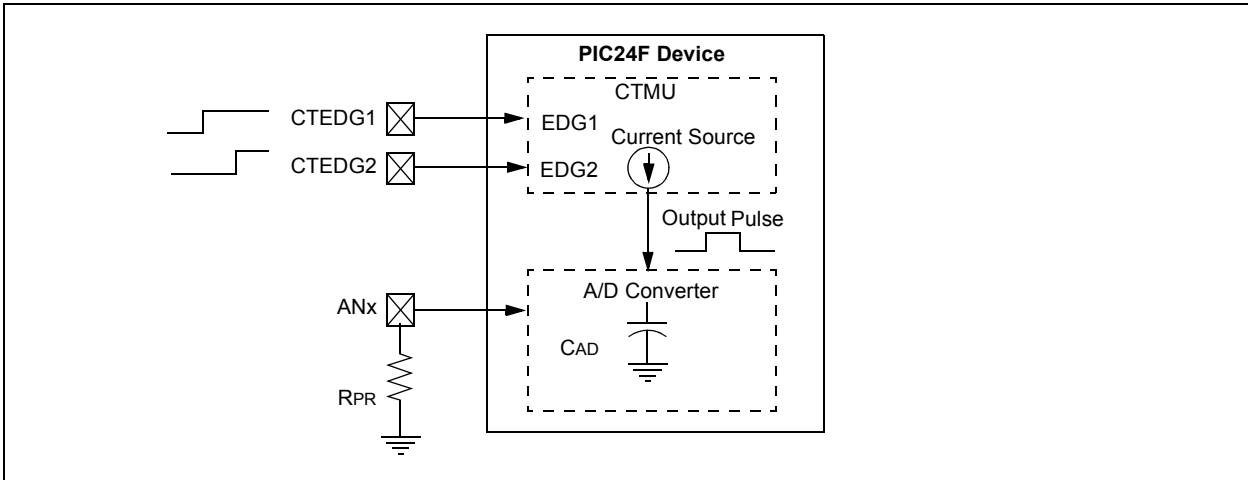 PIC24F Device
CTMU
CTEDG1
EDG1
Current Source
CTEDG2
EDG2
Output Pulse
A/D Converter
ANx
CAD
RPR